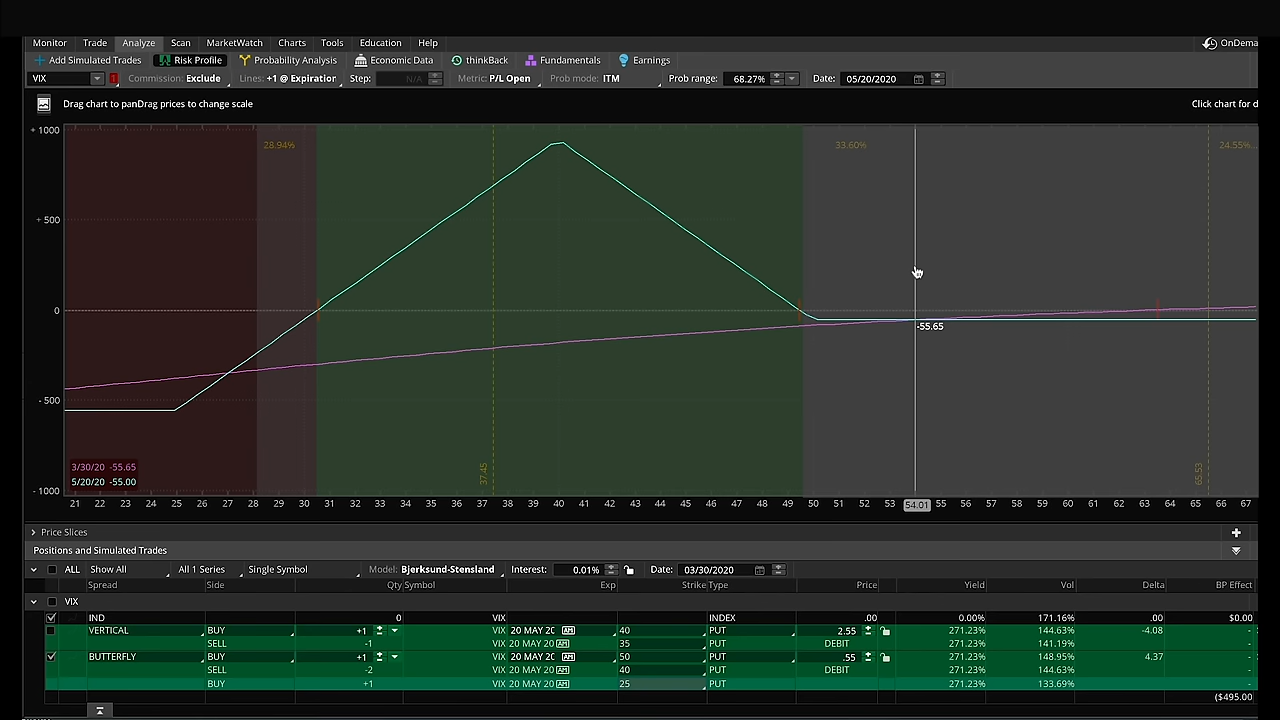 Monitor Trade Analyze Scan MarketWatch Charts Tools Education Help OnDema
Add Simulated Trades Risk Profile Probability Analysis Economic Data thinkBack Fundamentals Earnings
VIX Commission: Exclude Lines: +1 @ Expiration Step: N/A Metric: P/L Open Prob mode: ITM Prob range: 68.27% Date: 05/20/2020
Drag chart to panDrag prices to change scale Click chart for d
+ 1000
28.94% 33.60% 24.55%...
+ 500
0
-55.65
- 500
37.45 65.53
3/30/20 -55.65
5/20/20 -55.00
- 1000
21 22 23 24 25 26 27 28 29 30 31 32 33 34 35 36 37 38 39 40 41 42 43 44 45 46 47 48 49 50 51 52 53 54.01 55 56 57 58 59 60 61 62 63 64 65 66 67
Price Slices
Positions and Simulated Trades
ALL Show All All 1 Series Single Symbol Model: Bjerksund-Stensland Interest: 0.01% Date: 03/30/2020
Spread Side Qty Symbol Exp Strike Type Price Yield Vol Delta BP Effect
VIX
IND 0 VIX INDEX .00 0.00% 171.16% .00 $0.00
VERTICAL BUY +1 VIX 20 MAY 20 AM 40 PUT 2.55 271.23% 144.63% -4.08 -
SELL -1 VIX 20 MAY 20 AM 35 PUT DEBIT 271.23% 141.19% -
BUTTERFLY BUY +1 VIX 20 MAY 20 AM 50 PUT .55 271.23% 148.95% 4.37 -
SELL -2 VIX 20 MAY 20 AM 40 PUT DEBIT 271.23% 144.63% -
BUY +1 VIX 20 MAY 20 AM 25 PUT 271.23% 133.69% -
($495.00